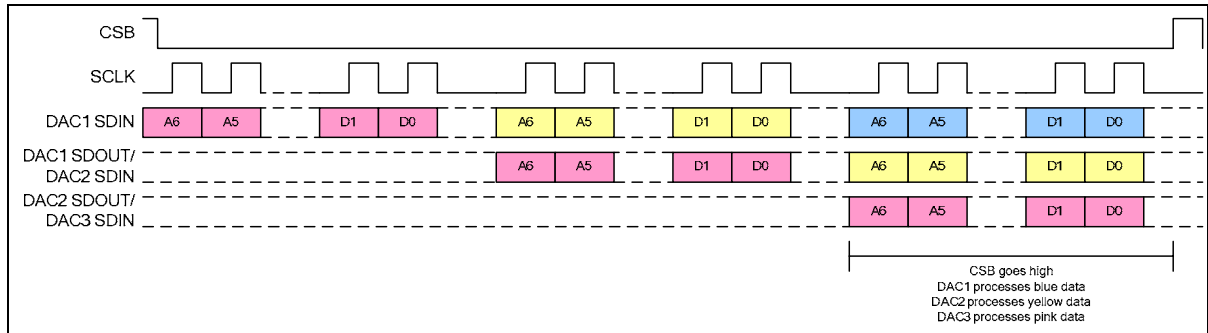 CSB
SCLK
DAC1 SDIN
A6 A5 D1 D0 A6 A5 D1 D0 A6 A5 D1 D0
DAC1 SDOUT/
DAC2 SDIN
A6 A5 D1 D0 A6 A5 D1 D0
DAC2 SDOUT/
DAC3 SDIN
A6 A5 D1 D0
CSB goes high
DAC1 processes blue data
DAC2 processes yellow data
DAC3 processes pink data